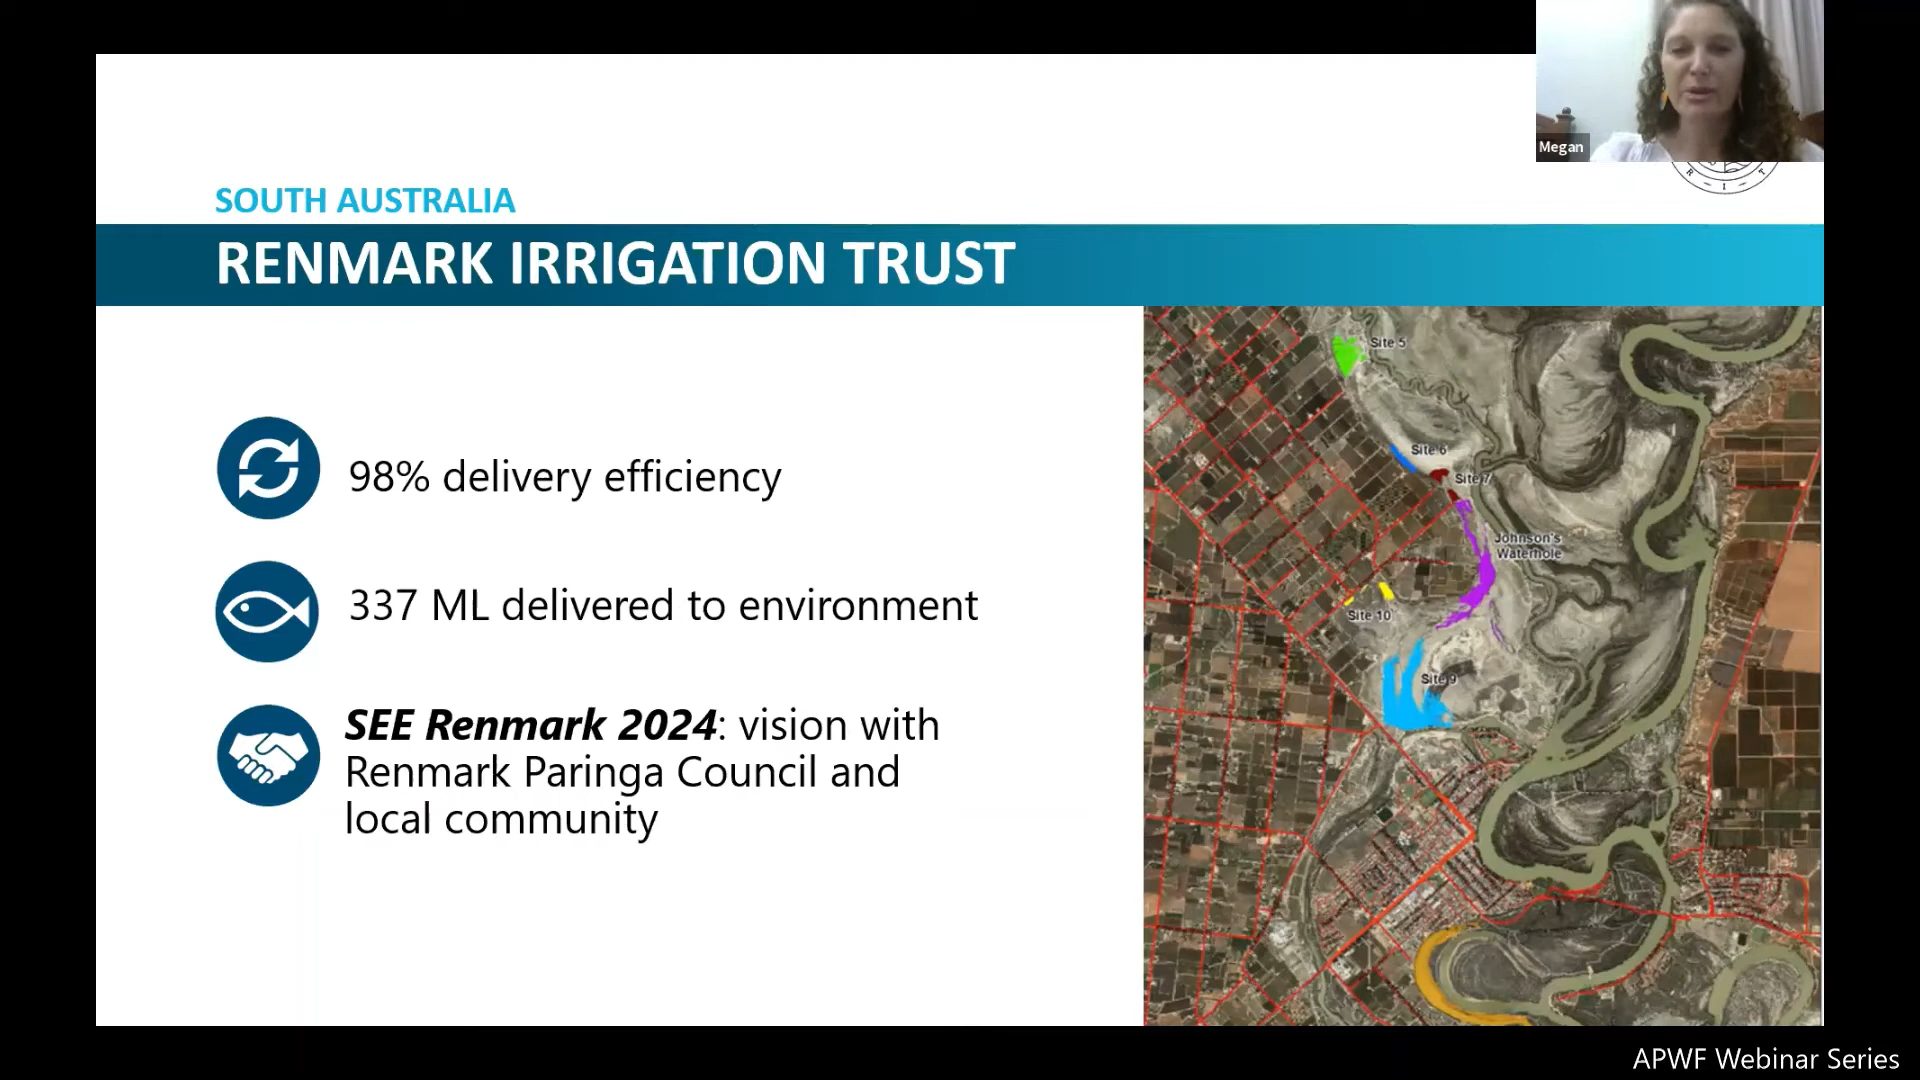 Megan
R I T
SOUTH AUSTRALIA
RENMARK IRRIGATION TRUST
98% delivery efficiency
337 ML delivered to environment
SEE Renmark 2024: vision with
Renmark Paringa Council and
local community
Site 5
Site 6
Site 7
Johnson's
Waterhole
Site 10
Site 9
APWF Webinar Series